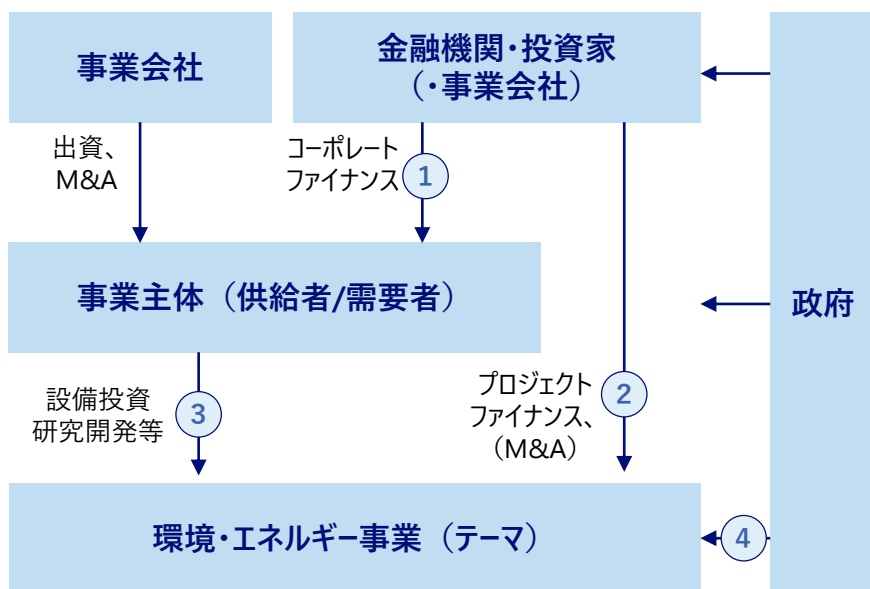 事業会社
金融機関・投資家
（・事業会社）
出資、
M&A
コーポレート
ファイナンス
1
事業主体（供給者/需要者）
政府
設備投資
研究開発等
3
プロジェクト
ファイナンス、
（M&A）
2
環境・エネルギー事業（テーマ）
4